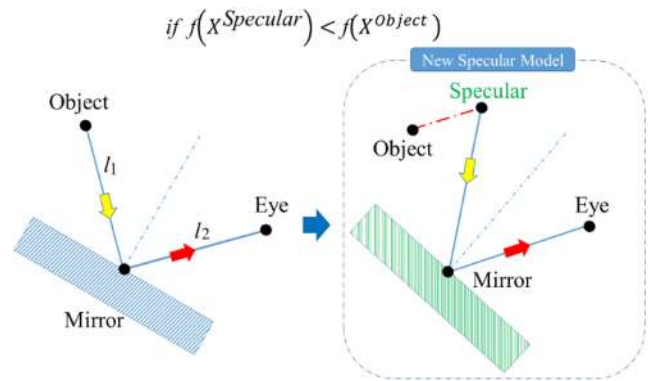 if f(X^Specular) < f(X^Object)
New Specular Model
Specular
Object
Object
l1
Eye
Eye
l2
Mirror
Mirror